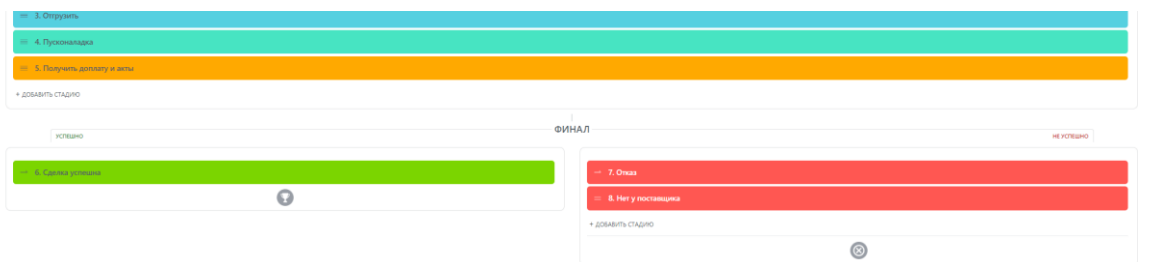 3. Отгрузить
4. Пусконаладка
5. Получить доплату и акты
+ ДОБАВИТЬ СТАДИЮ
ФИНАЛ
УСПЕШНО
НЕ УСПЕШНО
6. Сделка успешна
7. Отказ
8. Нет у поставщика
+ ДОБАВИТЬ СТАДИЮ